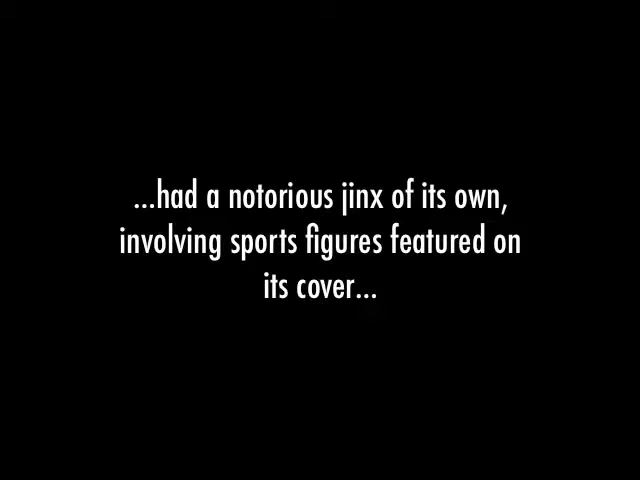 ...had a notorious jinx of its own,
involving sports figures featured on
its cover...